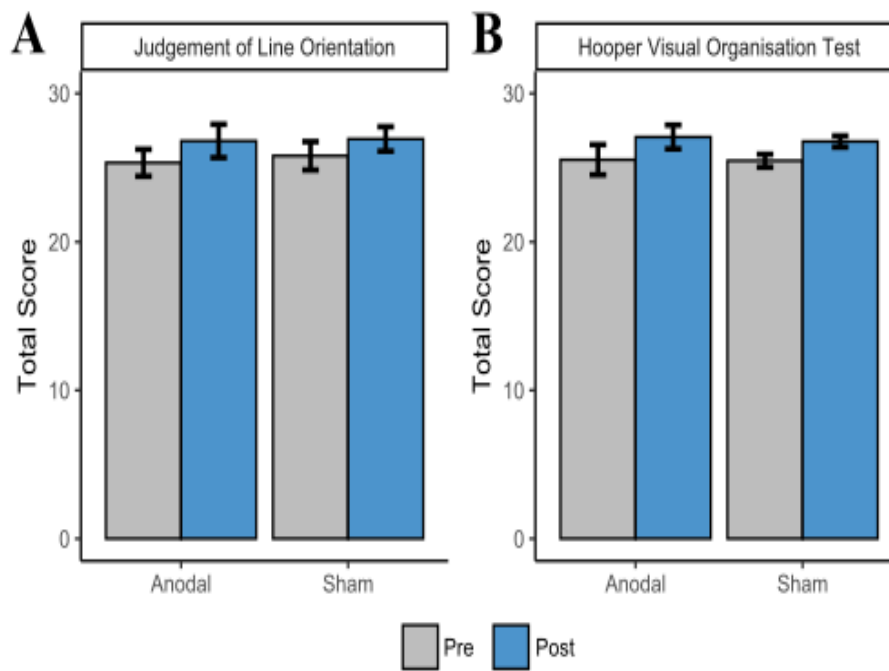 A
Judgement of Line Orientation
B
Hooper Visual Organisation Test
Total Score
30
20
10
0
Anodal
Sham
Total Score
30
20
10
0
Anodal
Sham
Pre
Post